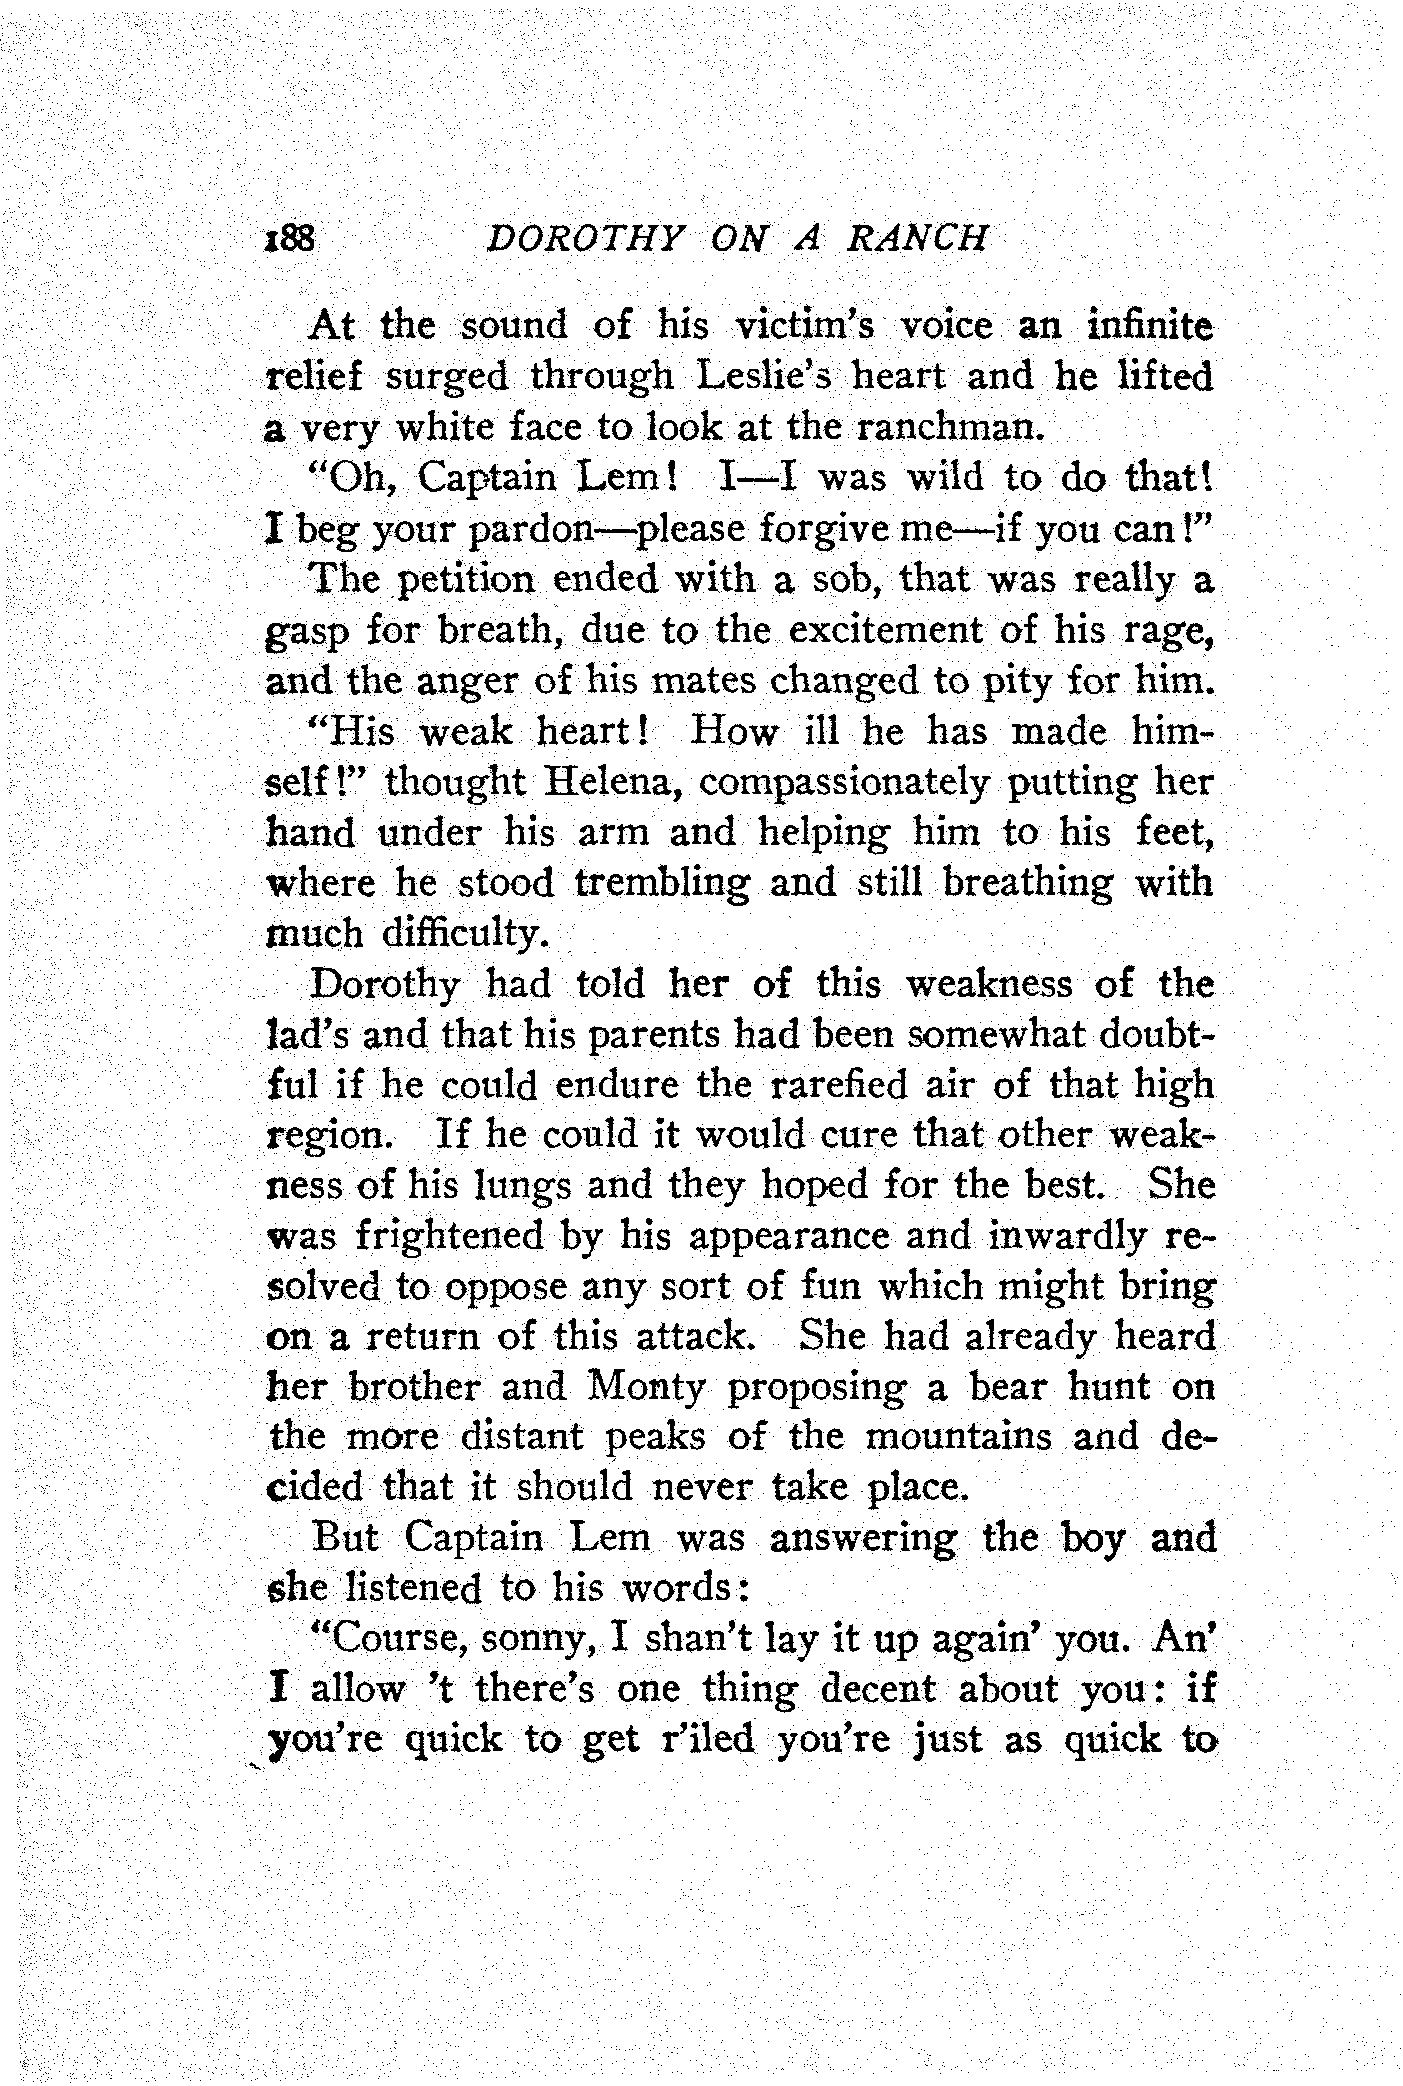 188 DOROTHY ON A RANCH
At the sound of his victim's voice an infinite
relief surged through Leslie's heart and he lifted
a very white face to look at the ranchman.
"Oh, Captain Lem! I—I was wild to do that!
I beg your pardon—please forgive me—if you can!"
The petition ended with a sob, that was really a
gasp for breath, due to the excitement of his rage,
and the anger of his mates changed to pity for him.
"His weak heart! How ill he has made him-
self!" thought Helena, compassionately putting her
hand under his arm and helping him to his feet,
where he stood trembling and still breathing with
much difficulty.
Dorothy had told her of this weakness of the
lad's and that his parents had been somewhat doubt-
ful if he could endure the rarefied air of that high
region. If he could it would cure that other weak-
ness of his lungs and they hoped for the best. She
was frightened by his appearance and inwardly re-
solved to oppose any sort of fun which might bring
on a return of this attack. She had already heard
her brother and Monty proposing a bear hunt on
the more distant peaks of the mountains and de-
cided that it should never take place.
But Captain Lem was answering the boy and
she listened to his words:
"Course, sonny, I shan't lay it up again' you. An'
I allow 't there's one thing decent about you: if
you're quick to get r'iled you're just as quick to